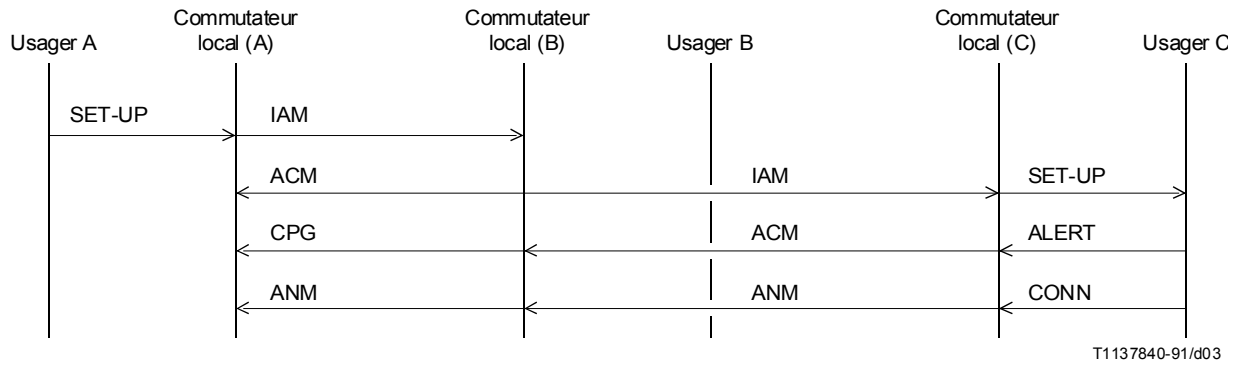 Usager A
Commutateur
local (A)
Commutateur
local (B)
Usager B
Commutateur
local (C)
Usager C
SET-UP
IAM
ACM
IAM
SET-UP
CPG
ACM
ALERT
ANM
ANM
CONN
T1137840-91/d03